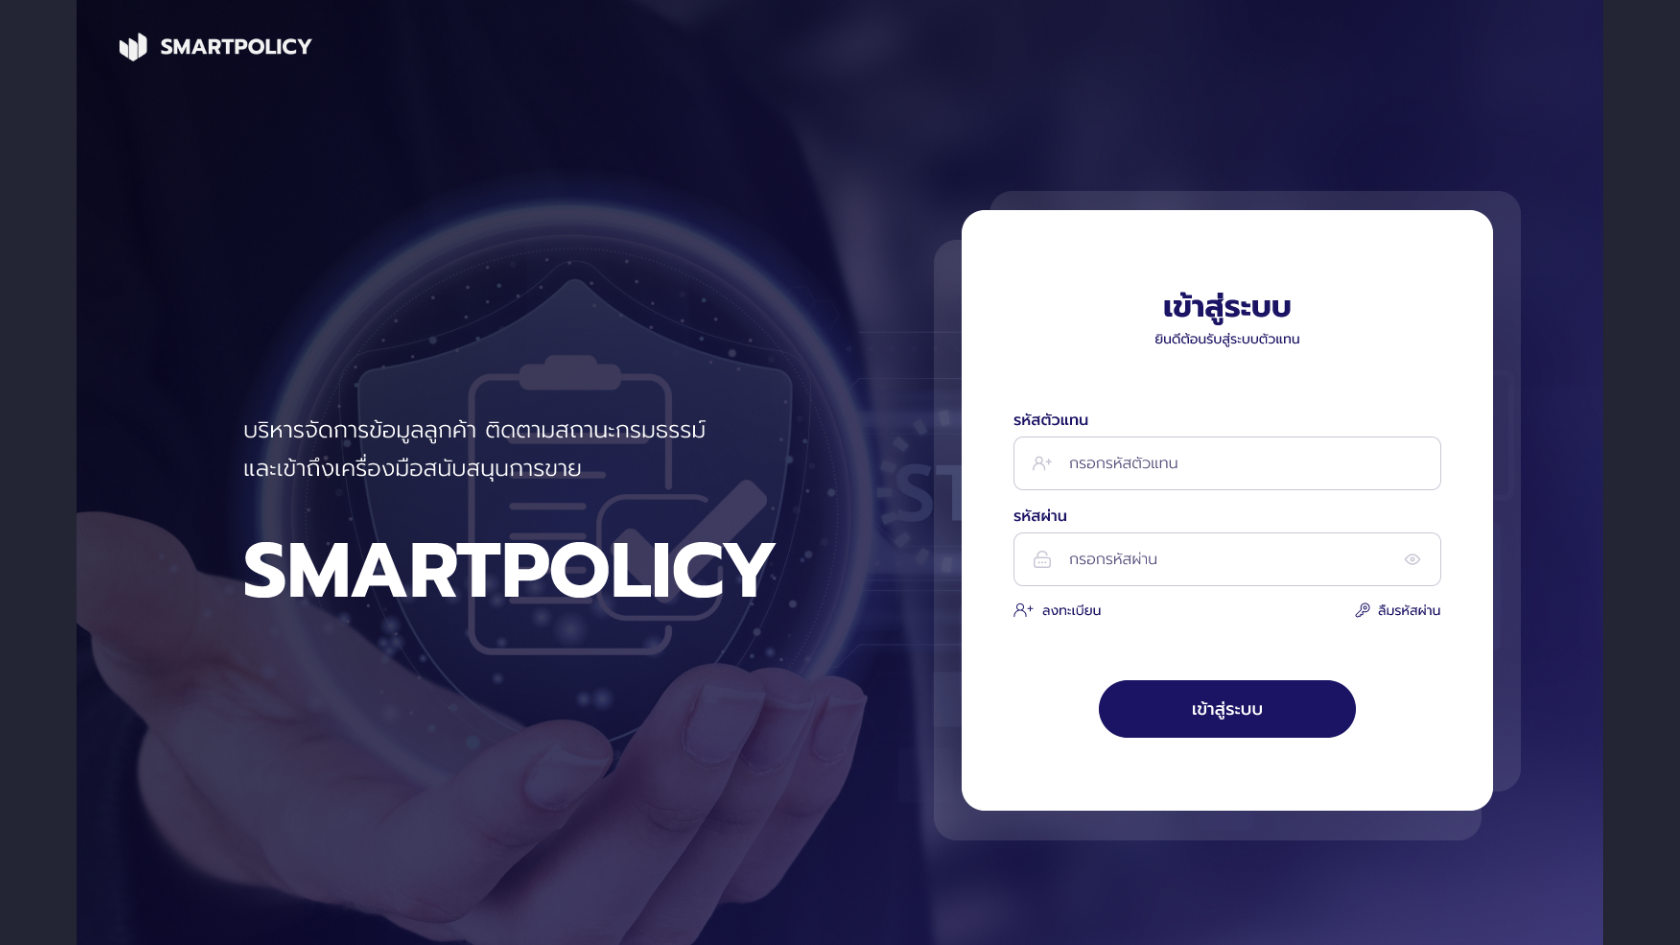 SMARTPOLICY
บริหารจัดการข้อมูลลูกค้า ติดตามสถานะกรมธรรม์
และเข้าถึงเครื่องมือสนับสนุนการขาย
SMARTPOLICY
เข้าสู่ระบบ
ยินดีต้อนรับสู่ระบบตัวแทน
รหัสตัวแทน
กรอกรหัสตัวแทน
รหัสผ่าน
กรอกรหัสผ่าน
ลงทะเบียน
ลืมรหัสผ่าน
เข้าสู่ระบบ